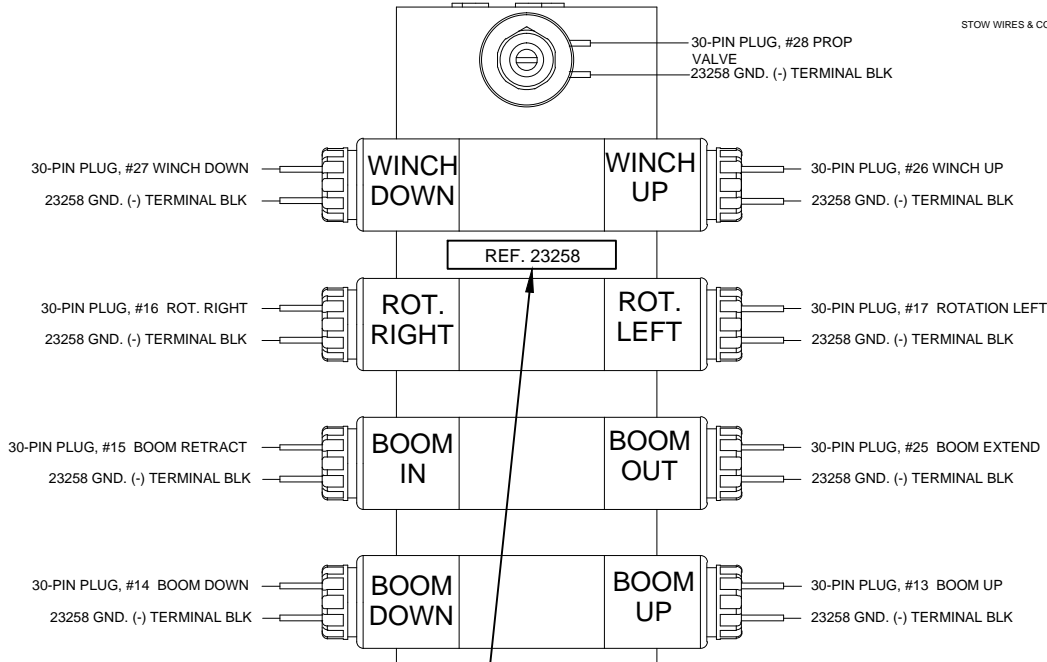 STOW WIRES & CO
30-PIN PLUG, #28 PROP
VALVE
23258 GND. (-) TERMINAL BLK
30-PIN PLUG, #27 WINCH DOWN
23258 GND. (-) TERMINAL BLK
WINCH
DOWN
WINCH
UP
30-PIN PLUG, #26 WINCH UP
23258 GND. (-) TERMINAL BLK
REF. 23258
30-PIN PLUG, #16 ROT. RIGHT
23258 GND. (-) TERMINAL BLK
ROT.
RIGHT
ROT.
LEFT
30-PIN PLUG, #17 ROTATION LEFT
23258 GND. (-) TERMINAL BLK
30-PIN PLUG, #15 BOOM RETRACT
23258 GND. (-) TERMINAL BLK
BOOM
IN
BOOM
OUT
30-PIN PLUG, #25 BOOM EXTEND
23258 GND. (-) TERMINAL BLK
30-PIN PLUG, #14 BOOM DOWN
23258 GND. (-) TERMINAL BLK
BOOM
DOWN
BOOM
UP
30-PIN PLUG, #13 BOOM UP
23258 GND. (-) TERMINAL BLK